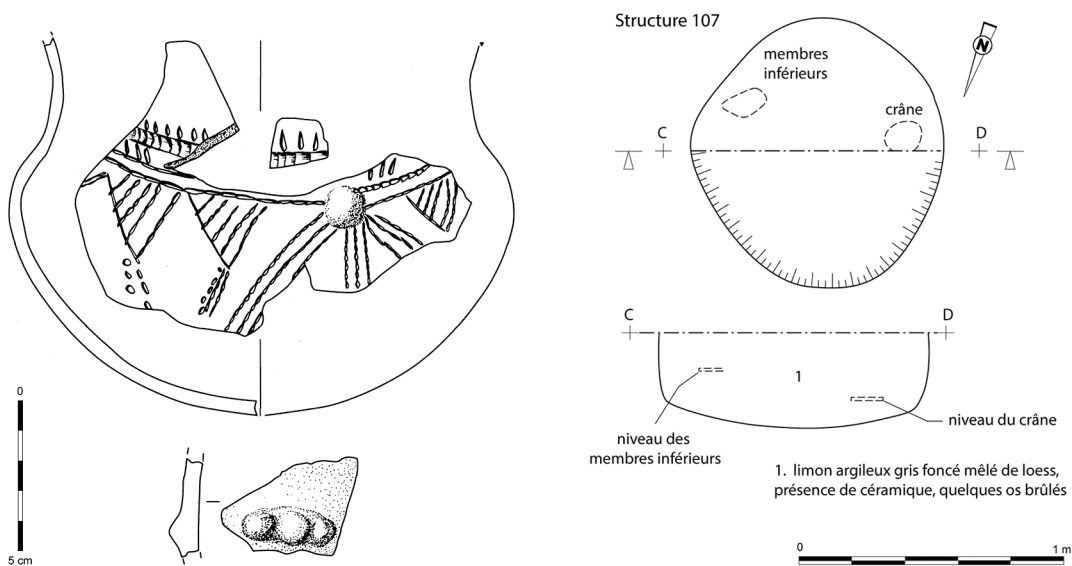 Structure 107
membres
inférieurs
crâne
N
C
D
C
D
1
niveau du crâne
niveau des
membres inférieurs
1. limon argileux gris foncé mêlé de loess,
présence de céramique, quelques os brûlés
0
1 m
0
5 cm